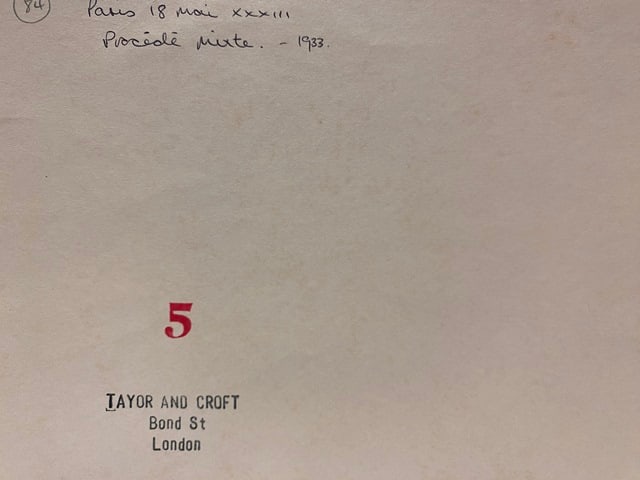 84
Paris 18 mai xxxiii
Procédé mixte. - 1933.
5
TAYOR AND CROFT
Bond St
London